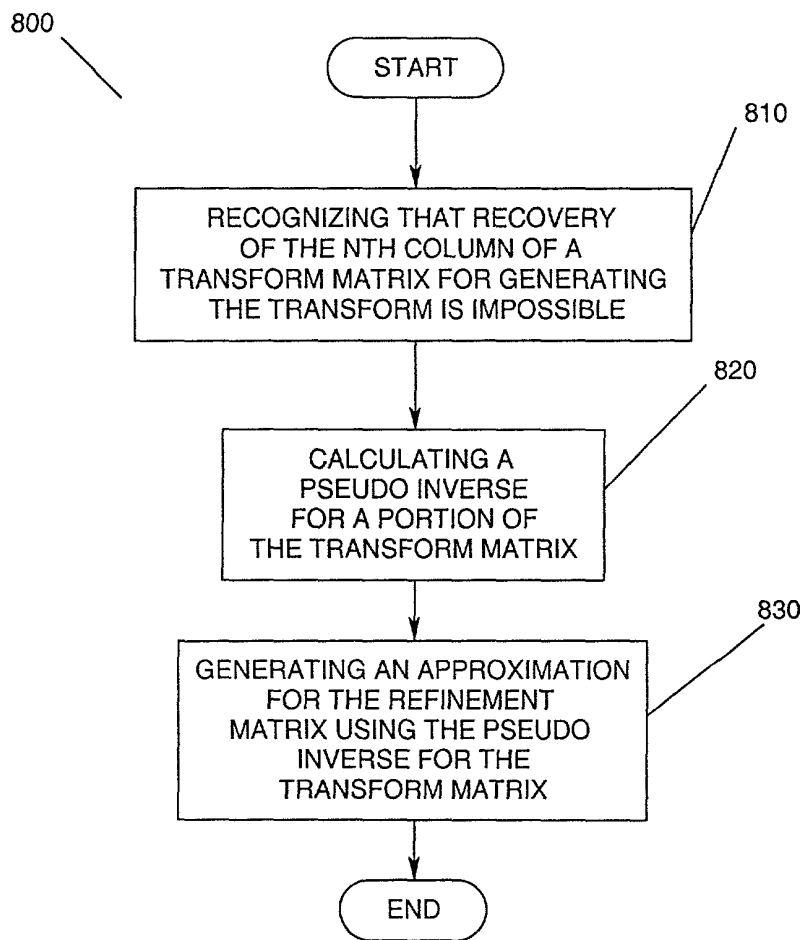 800
START
810
RECOGNIZING THAT RECOVERY
OF THE NTH COLUMN OF A
TRANSFORM MATRIX FOR GENERATING
THE TRANSFORM IS IMPOSSIBLE
820
CALCULATING A
PSEUDO INVERSE
FOR A PORTION OF
THE TRANSFORM MATRIX
830
GENERATING AN APPROXIMATION
FOR THE REFINEMENT
MATRIX USING THE PSEUDO
INVERSE FOR THE
TRANSFORM MATRIX
END